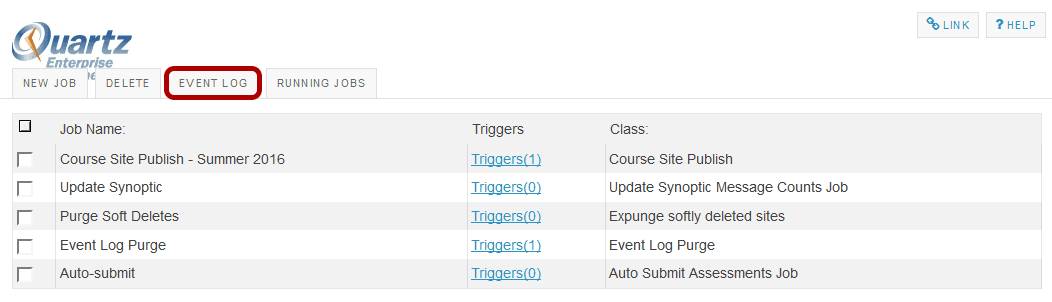 LINK
? HELP
Quartz
Enterprise
NEW JOB DELETE EVENT LOG RUNNING JOBS
Job Name: Triggers Class:
Course Site Publish - Summer 2016 Triggers(1) Course Site Publish
Update Synoptic Triggers(0) Update Synoptic Message Counts Job
Purge Soft Deletes Triggers(0) Expunge softly deleted sites
Event Log Purge Triggers(1) Event Log Purge
Auto-submit Triggers(0) Auto Submit Assessments Job